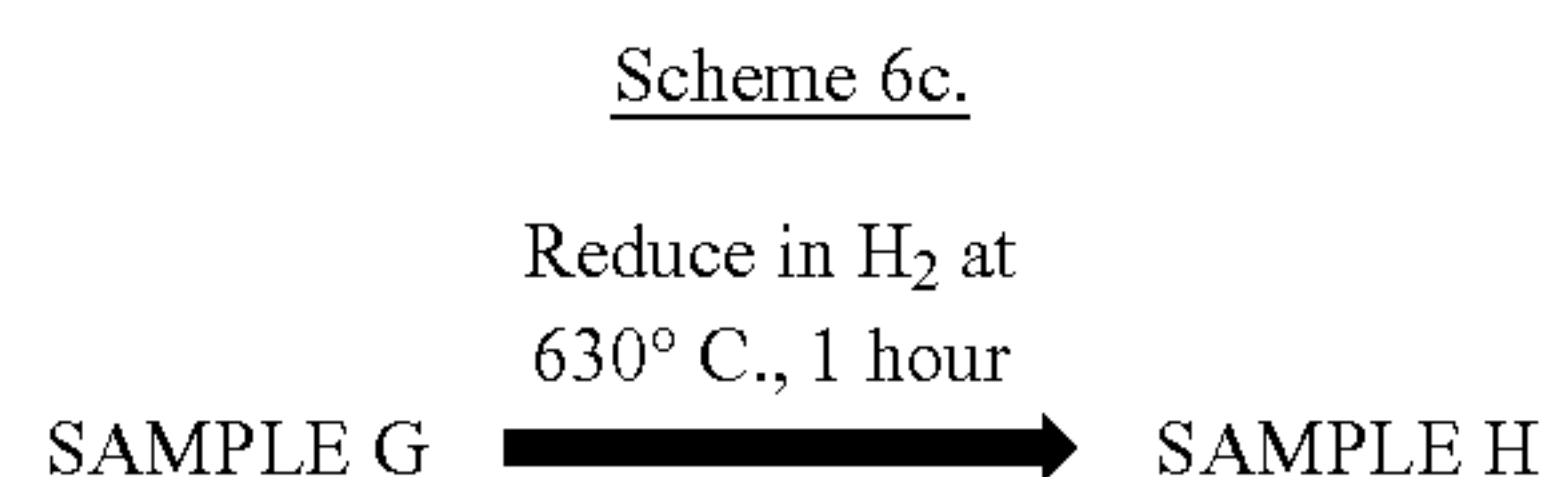 Scheme 6c.
Reduce in H₂ at
630° C., 1 hour
SAMPLE G SAMPLE H